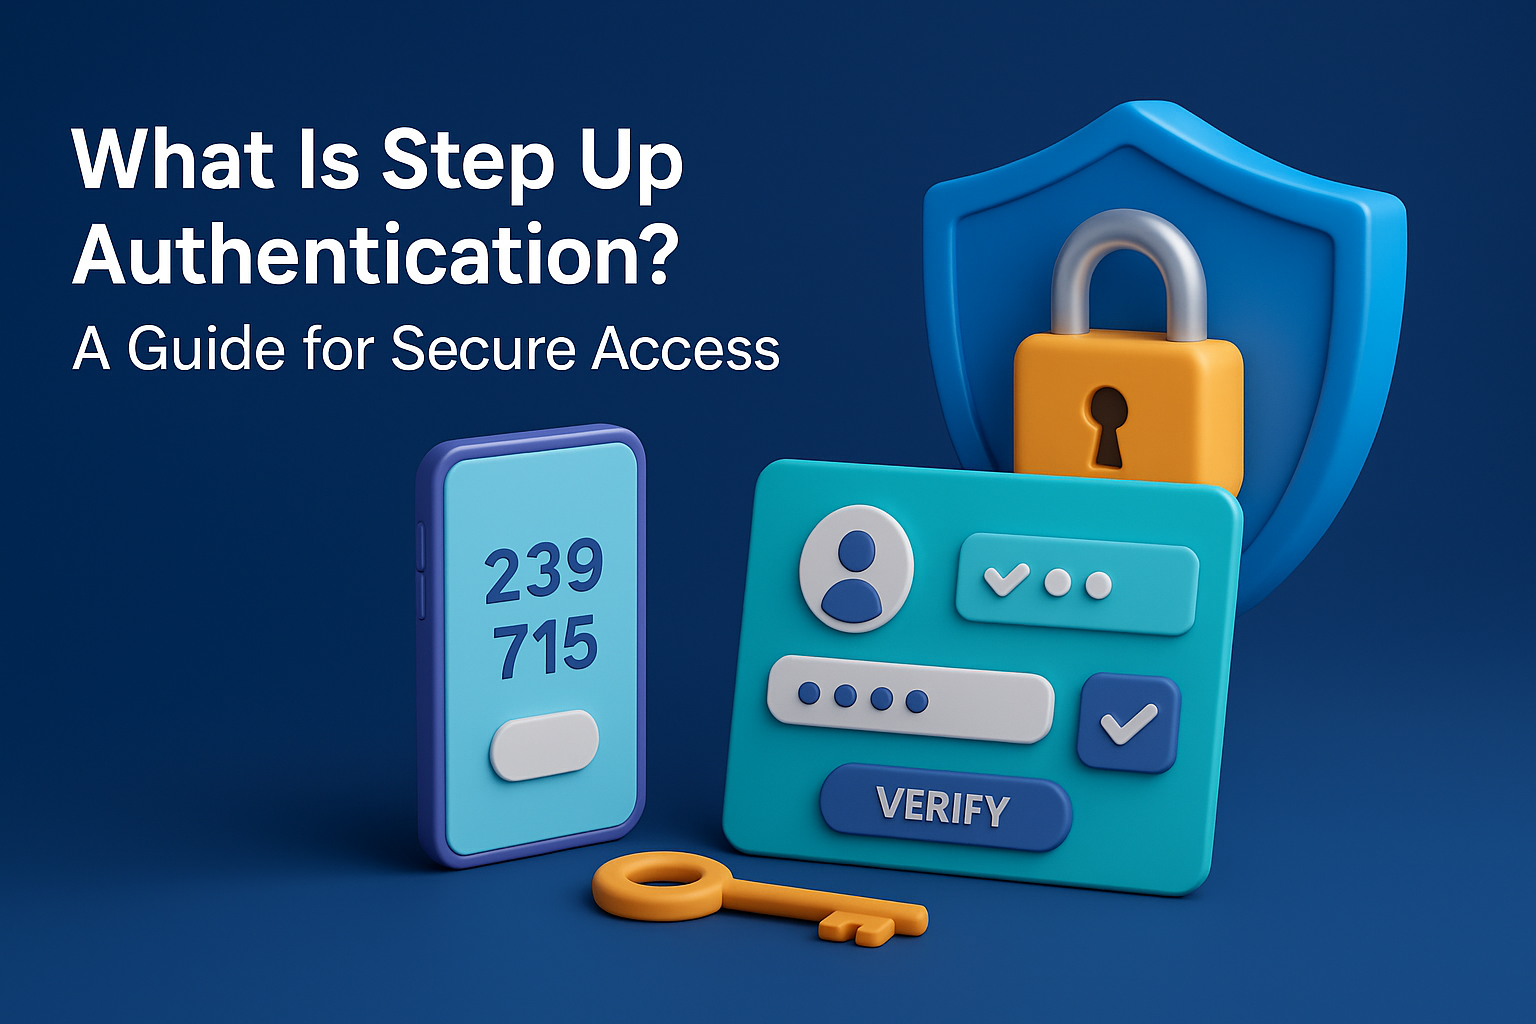 What Is Step Up
Authentication?
A Guide for Secure Access
239
715
VERIFY